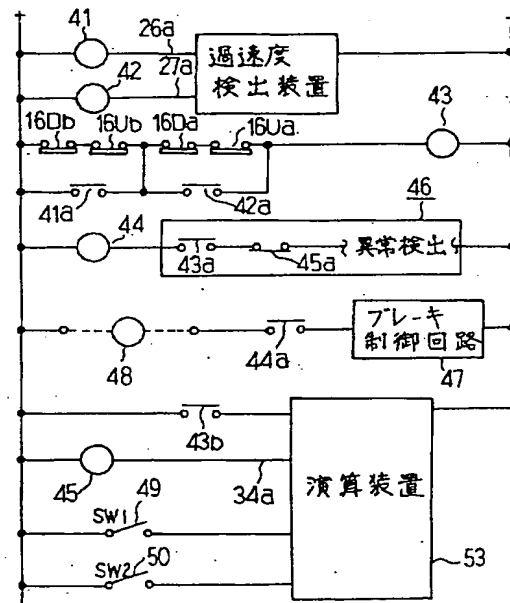 41
26a
過速度
検出装置
42
27a
43
16Db
16Ub
16Da
16Ua
41a
42a
46
44
43a
45a
異常検出
48
44a
ブレーキ
制御回路
47
43b
45
34a
演算装置
49
SW1
50
SW2
53